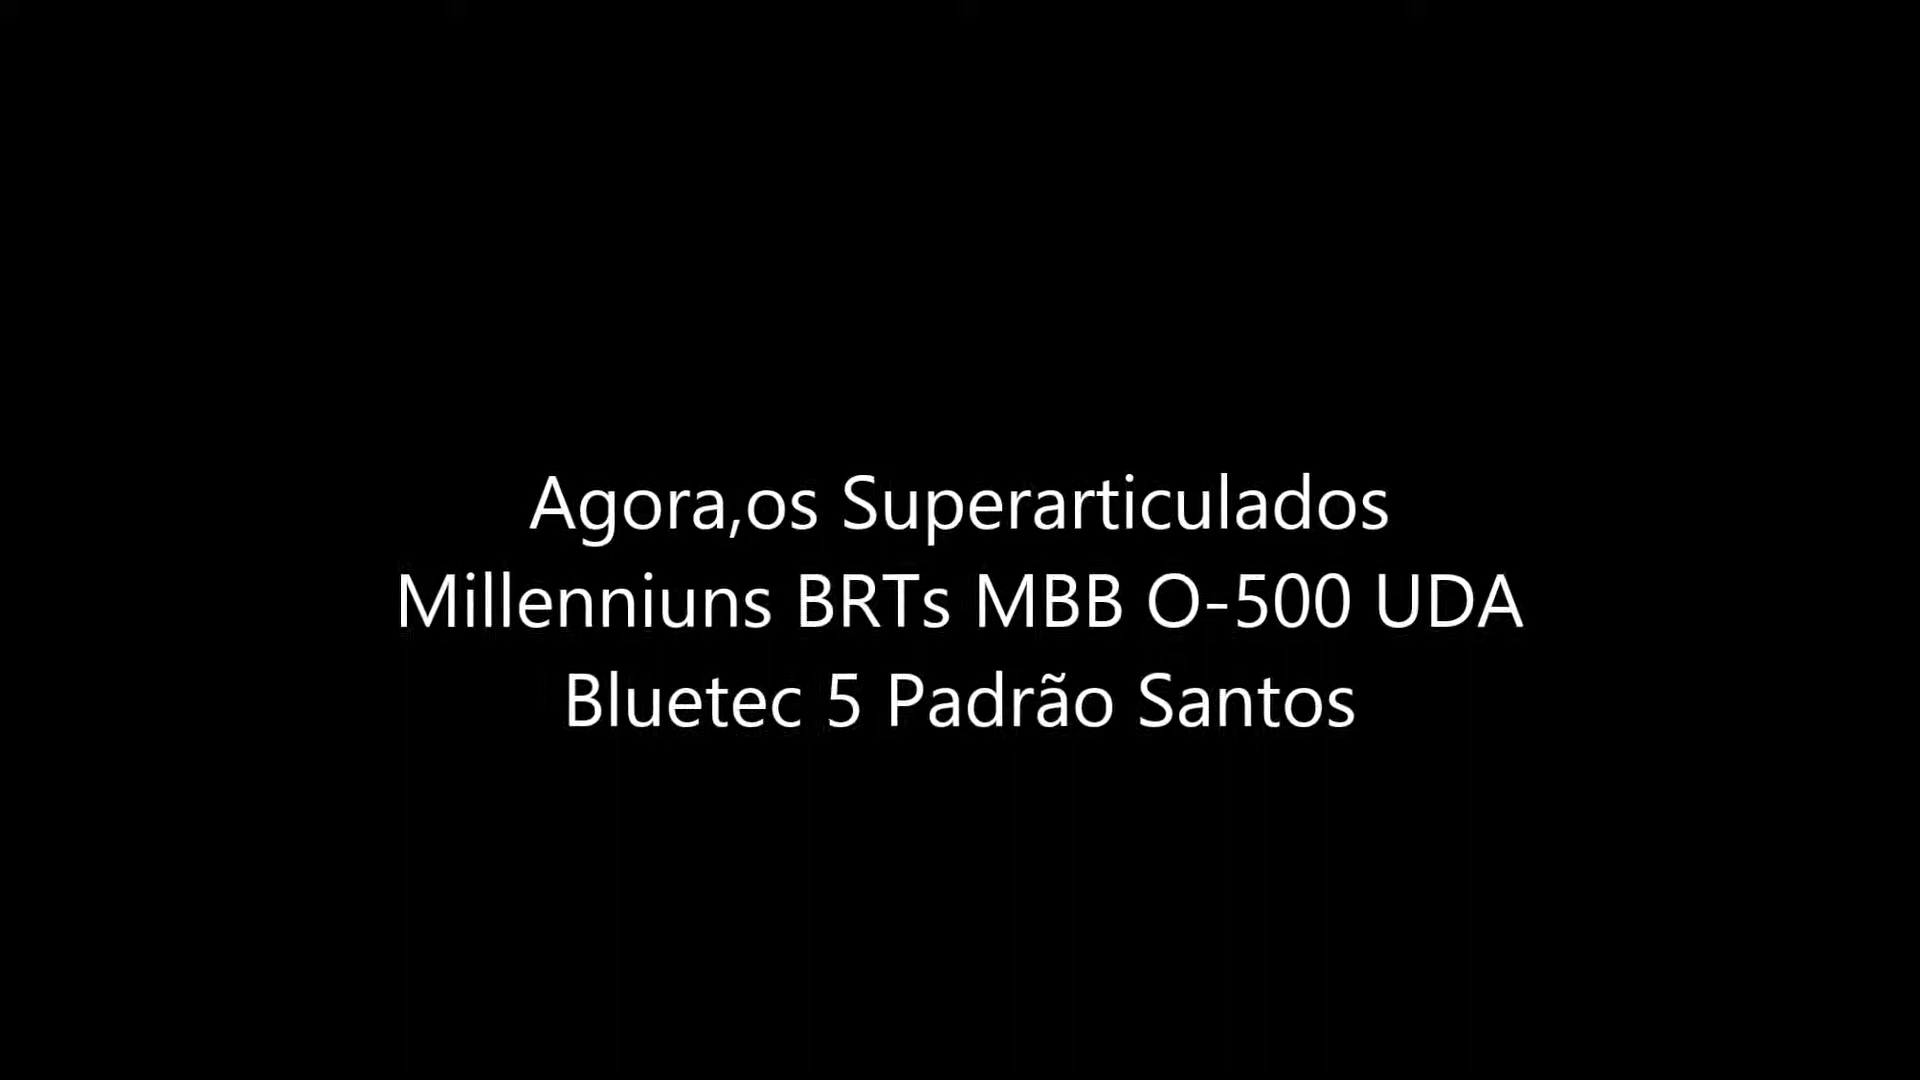 Agora,os Superarticulados
Millenniuns BRTs MBB O-500 UDA
Bluetec 5 Padrão Santos